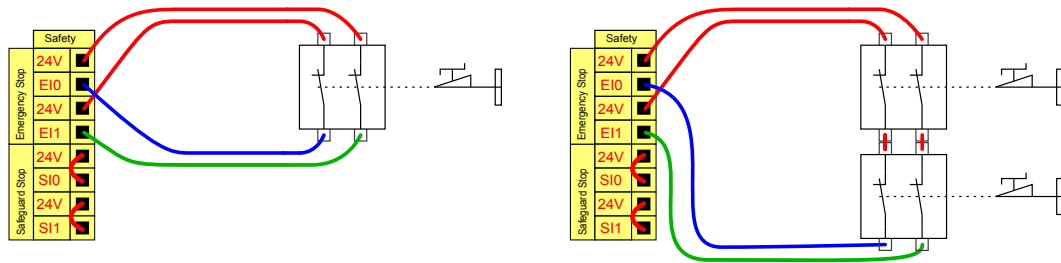 Safety
Emergency Stop
24V
EI0
24V
EI1
Safeguard Stop
24V
SI0
24V
SI1
Safety
Emergency Stop
24V
EI0
24V
EI1
Safeguard Stop
24V
SI0
24V
SI1